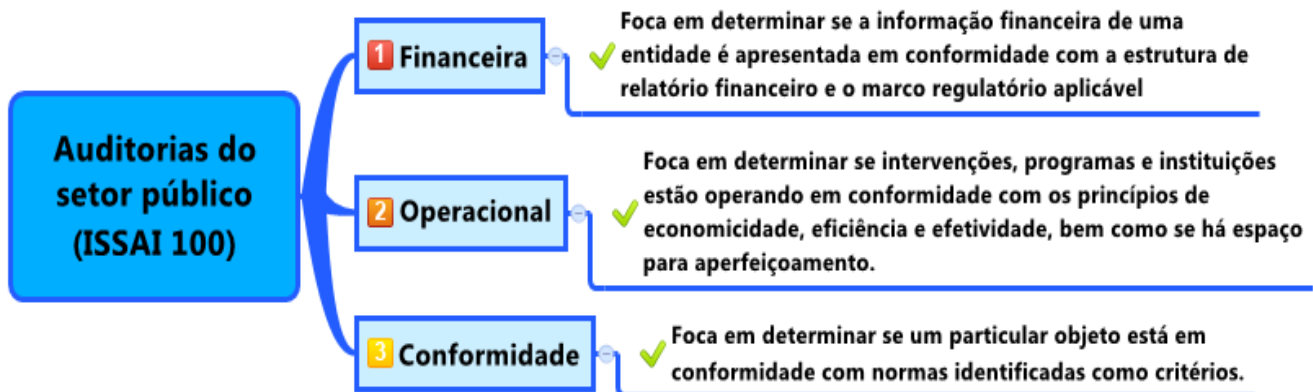 Auditorias do
setor público
(ISSAI 100)
1 Financeira
Foca em determinar se a informação financeira de uma
entidade é apresentada em conformidade com a estrutura de
relatório financeiro e o marco regulatório aplicável
2 Operacional
Foca em determinar se intervenções, programas e instituições
estão operando em conformidade com os princípios de
economicidade, eficiência e efetividade, bem como se há espaço
para aperfeiçoamento.
3 Conformidade
Foca em determinar se um particular objeto está em
conformidade com normas identificadas como critérios.